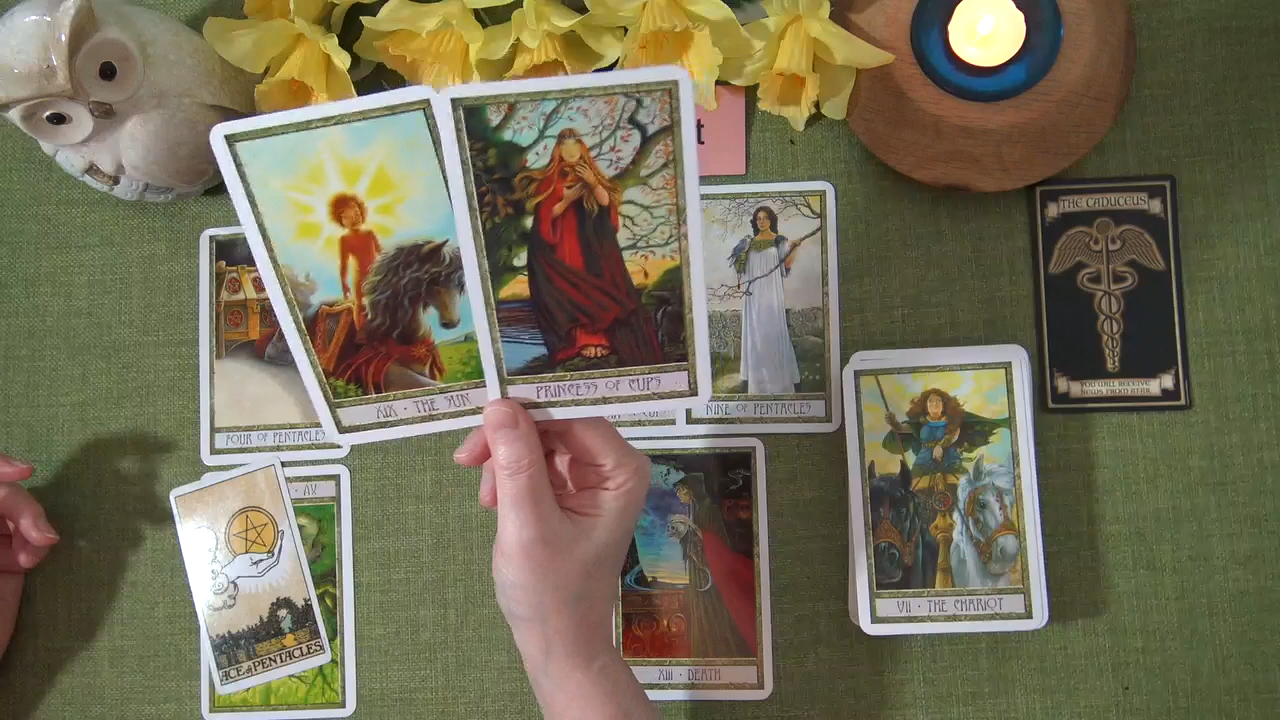 t
THE CADUCEUS
YOU WILL RECEIVE
NEWS FROM AFAR
XIX · THE SUN
PRINCESS OF CUPS
NINE OF PENTACLES
FOUR OF PENTACLES
VII · THE CHARIOT
ACE of PENTACLES
XIII · DEATH